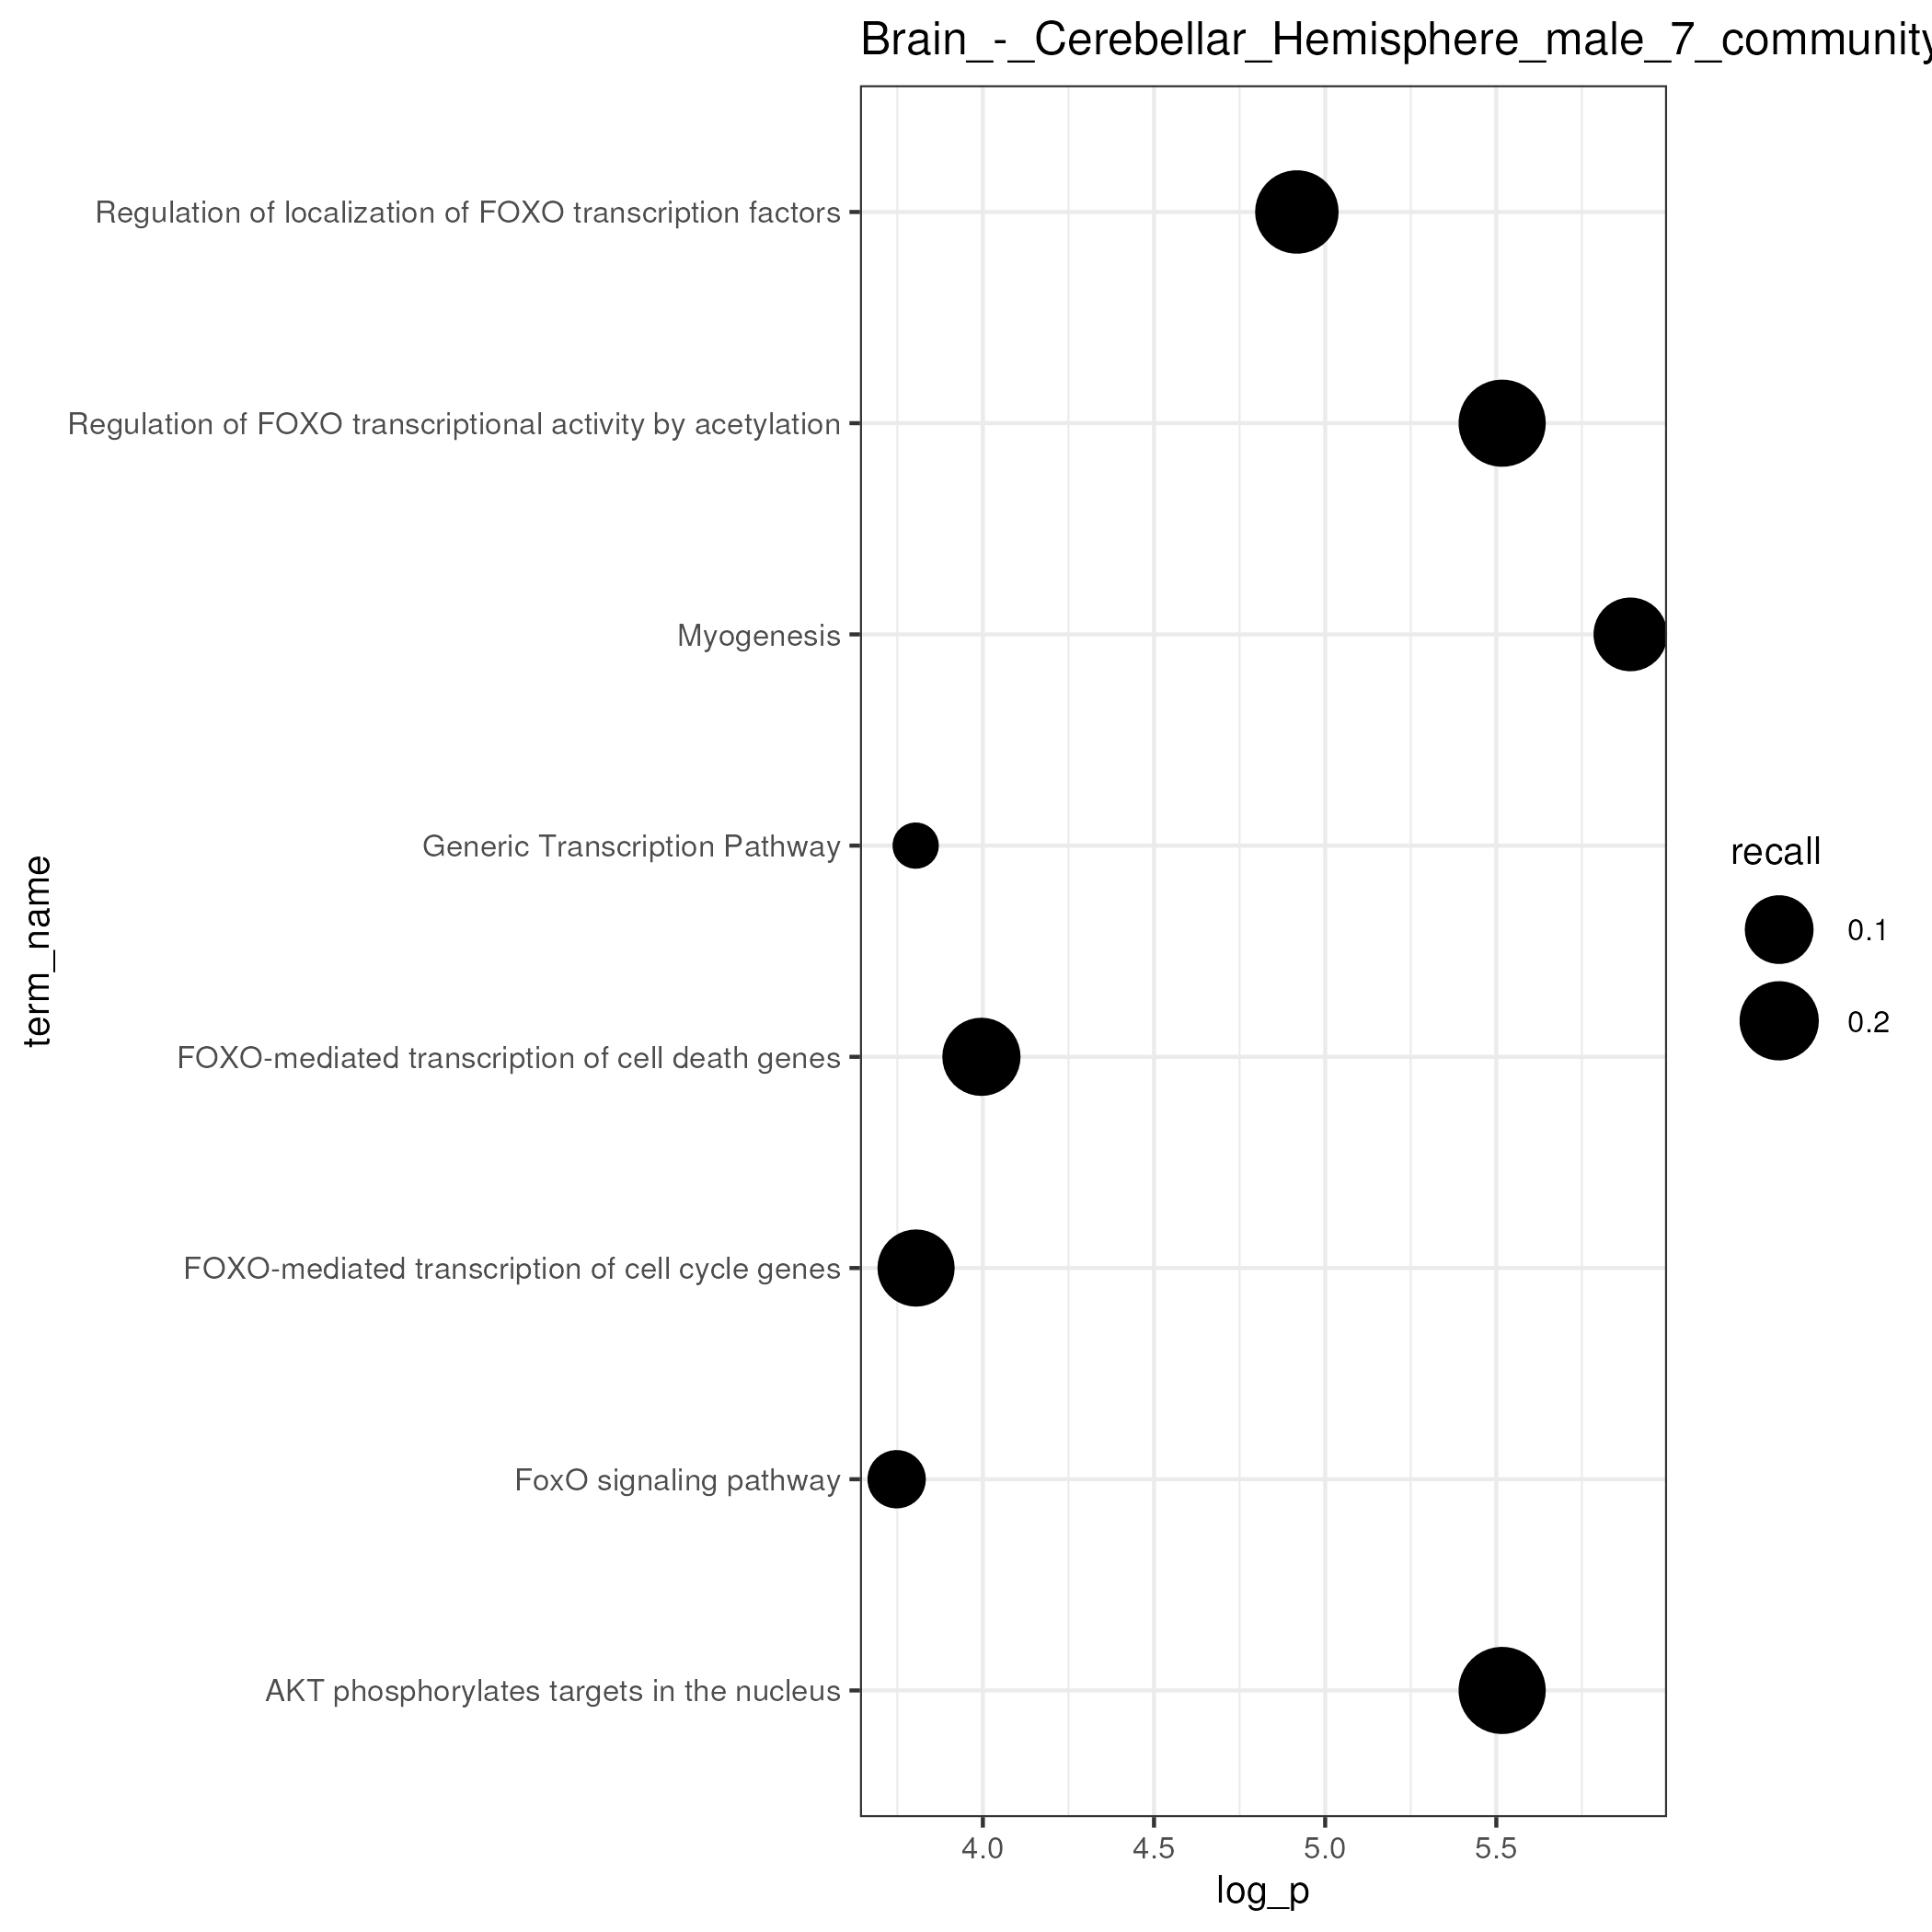 Brain_-_Cerebellar_Hemisphere_male_7_community
Regulation of localization of FOXO transcription factors
Regulation of FOXO transcriptional activity by acetylation
Myogenesis
Generic Transcription Pathway
FOXO-mediated transcription of cell death genes
FOXO-mediated transcription of cell cycle genes
FoxO signaling pathway
AKT phosphorylates targets in the nucleus
term_name
4.0 4.5 5.0 5.5
log_p
recall
0.1
0.2